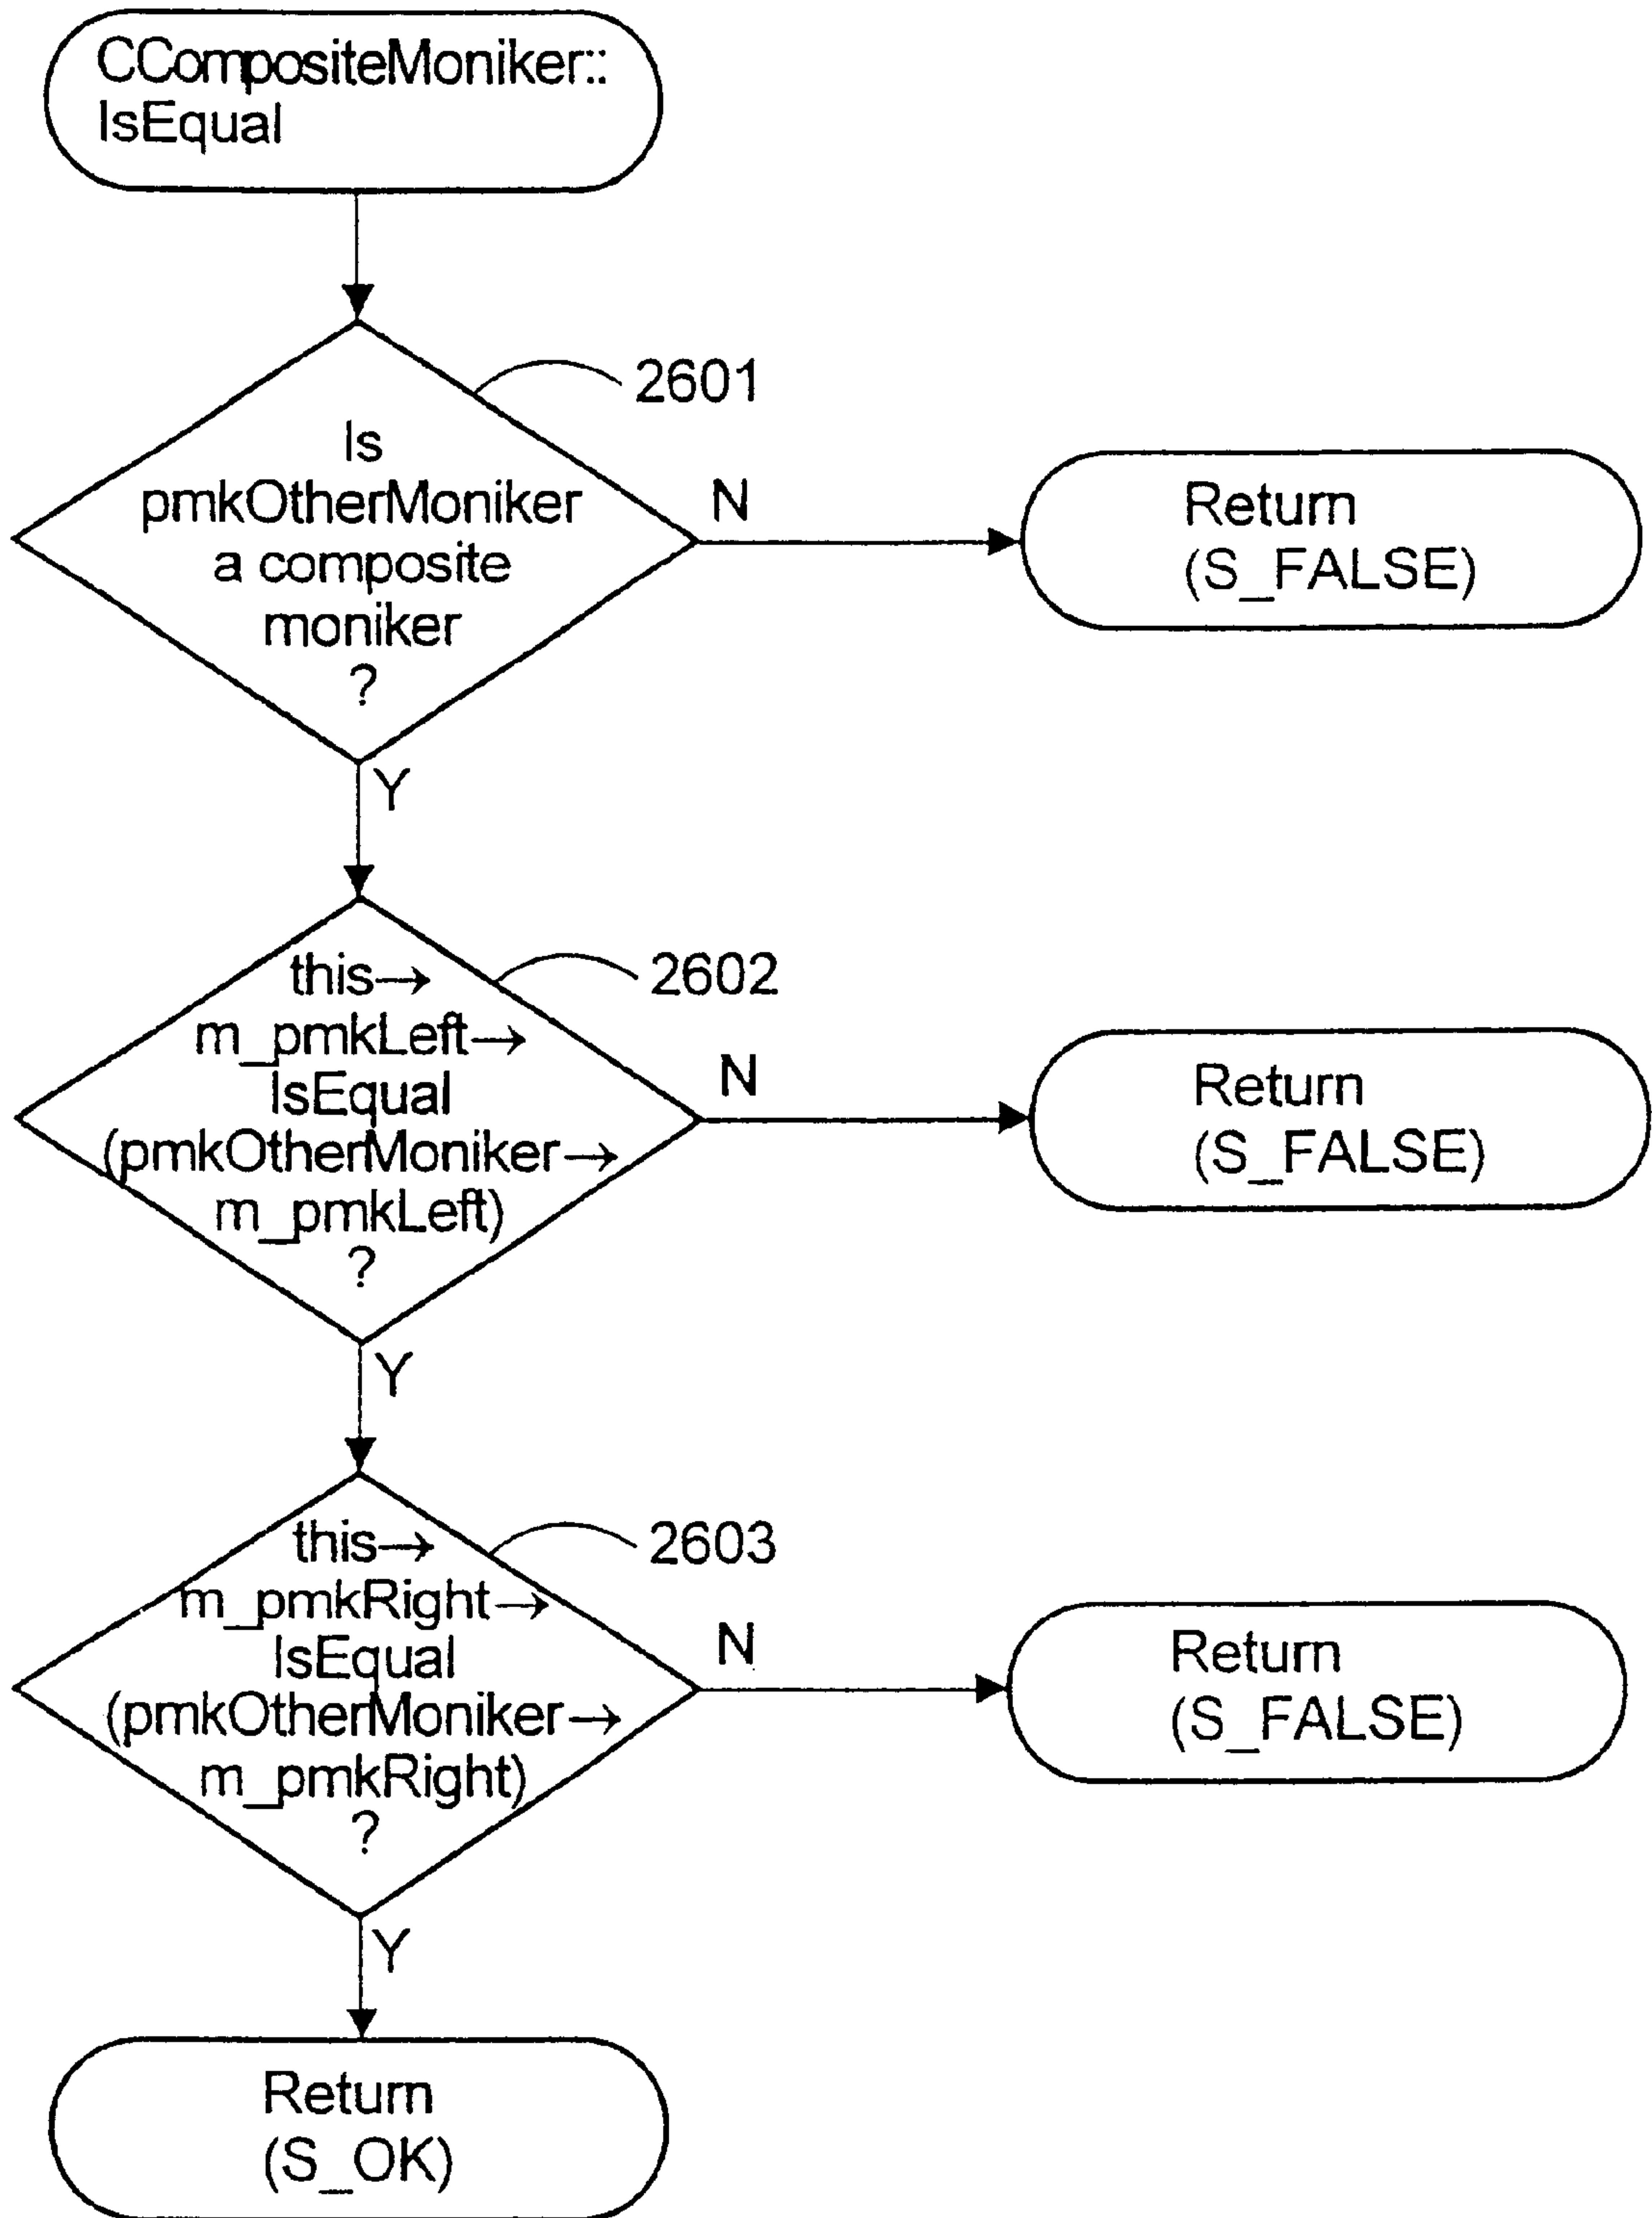 CCompositeMoniker::
IsEqual
2601
Is
pmkOtherMoniker
a composite
moniker
?
N
Return
(S_FALSE)
Y
2602
this→
m_pmkLeft→
IsEqual
(pmkOtherMoniker→
m_pmkLeft)
?
N
Return
(S_FALSE)
Y
2603
this→
m_pmkRight→
IsEqual
(pmkOtherMoniker→
m_pmkRight)
?
N
Return
(S_FALSE)
Y
Return
(S_OK)